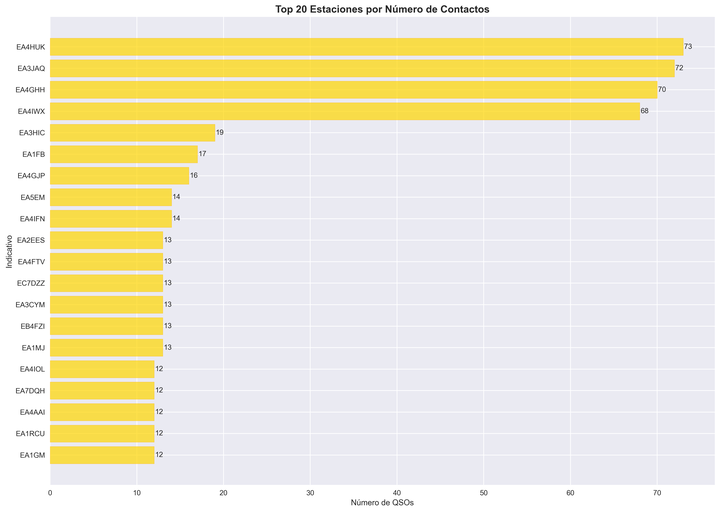 Top 20 Estaciones por Número de Contactos
Indicativo
EA4HUK 73
EA3JAQ 72
EA4GHH 70
EA4IWX 68
EA3HIC 19
EA1FB 17
EA4GJP 16
EA5EM 14
EA4IFN 14
EA2EES 13
EA4FTV 13
EC7DZZ 13
EA3CYM 13
EB4FZI 13
EA1MJ 13
EA4IOL 12
EA7DQH 12
EA4AAI 12
EA1RCU 12
EA1GM 12
0 10 20 30 40 50 60 70
Número de QSOs